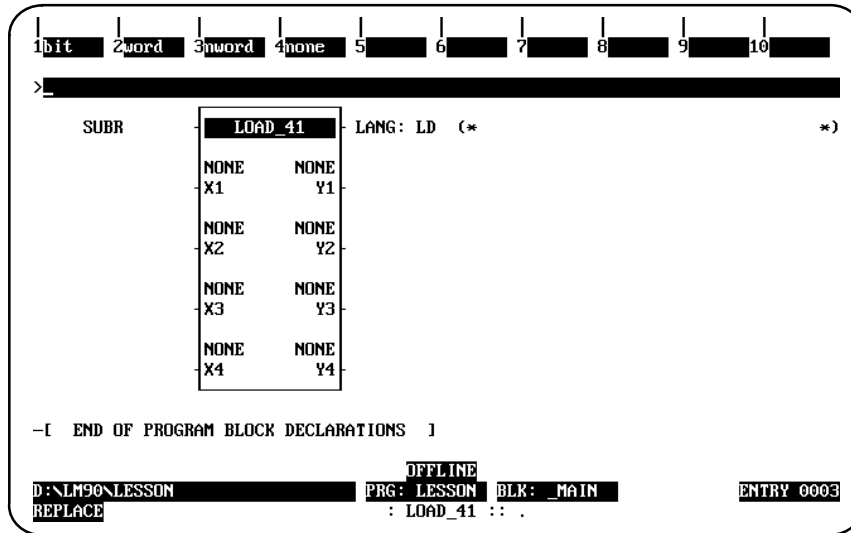 1bit 2word 3nword 4none 5 6 7 8 9 10
>_
SUBR LOAD_41 LANG: LD (* *)
NONE NONE
X1 Y1
NONE NONE
X2 Y2
NONE NONE
X3 Y3
NONE NONE
X4 Y4
-[ END OF PROGRAM BLOCK DECLARATIONS ]
OFFLINE
D:\LM90\LESSON PRG: LESSON BLK: _MAIN ENTRY 0003
REPLACE : LOAD_41 :: .